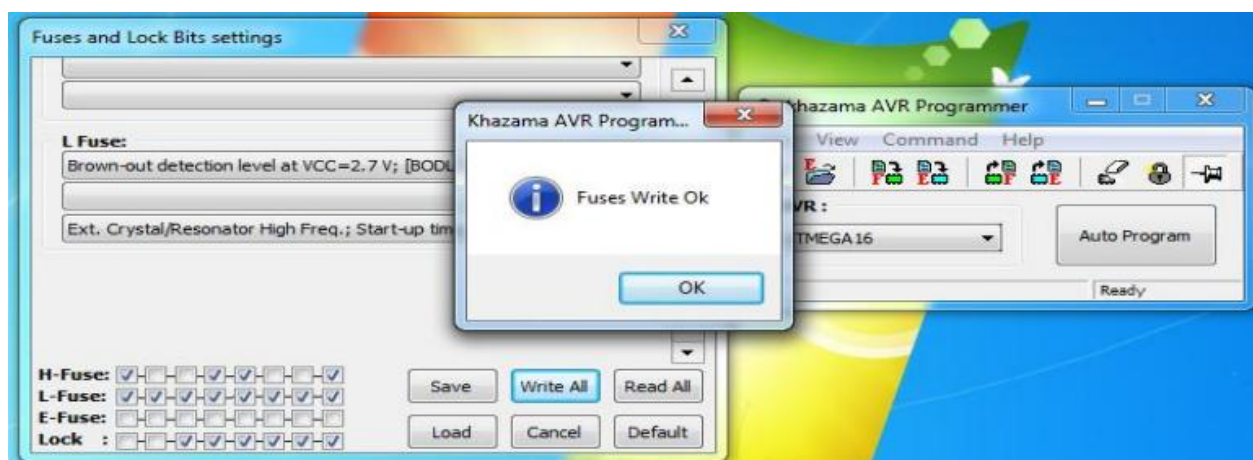 Fuses and Lock Bits settings
L Fuse:
Brown-out detection level at VCC=2.7 V; [BODL
Ext. Crystal/Resonator High Freq.; Start-up tim
H-Fuse:
L-Fuse:
E-Fuse:
Lock :
Save
Write All
Read All
Load
Cancel
Default
Khazama AVR Program...
Fuses Write Ok
OK
Khazama AVR Programmer
View Command Help
VR :
TMEGA16
Auto Program
Ready